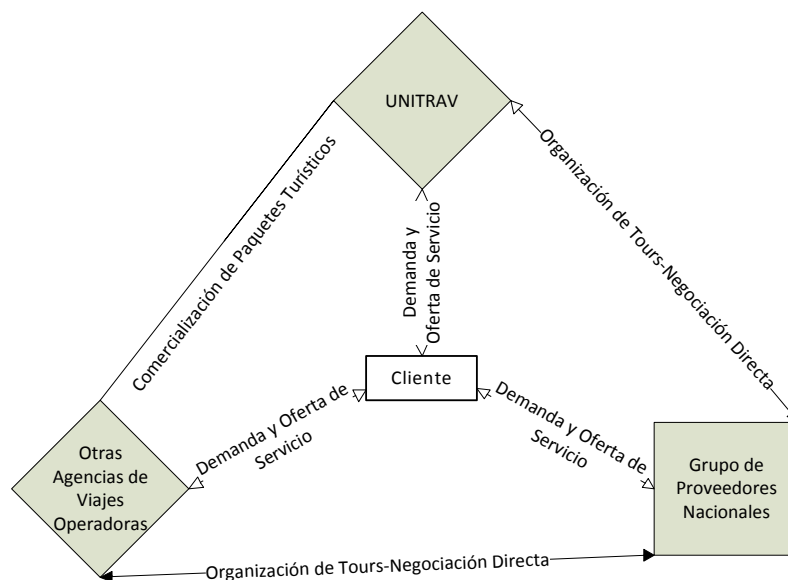 UNITRAV
Comercialización de Paquetes Turísticos
Organización de Tours-Negociación Directa
Demanda y
Oferta de Servicio
Cliente
Demanda y Oferta de
Servicio
Demanda y Oferta de
Servicio
Otras
Agencias de
Viajes
Operadoras
Grupo de
Proveedores
Nacionales
Organización de Tours-Negociación Directa